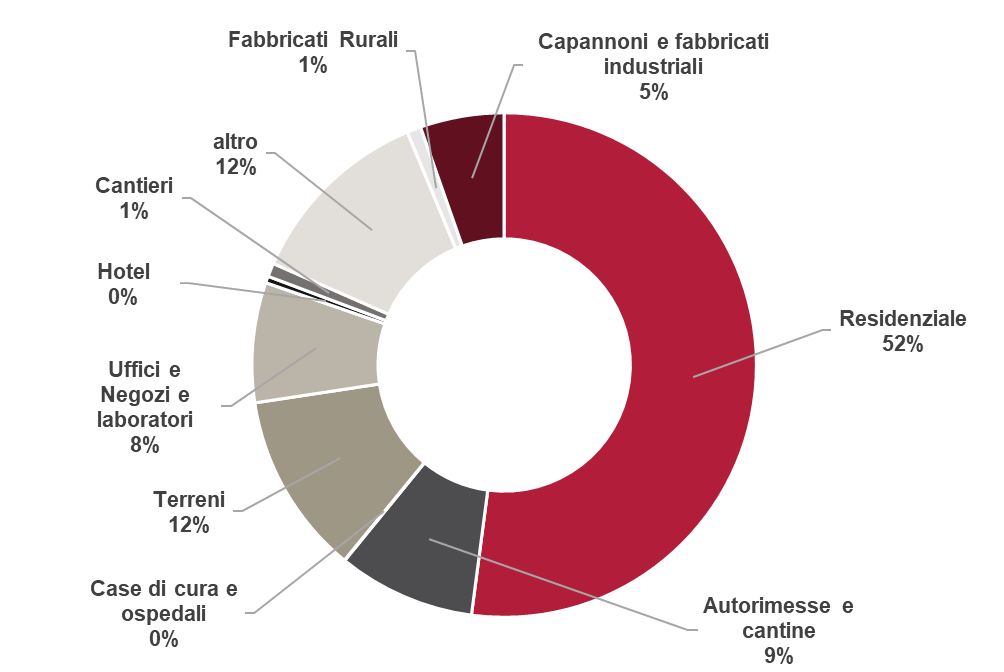 Fabbricati Rurali
1%
Capannoni e fabbricati
industriali
5%
altro
12%
Cantieri
1%
Hotel
0%
Residenziale
52%
Uffici e
Negozi e
laboratori
8%
Terreni
12%
Case di cura e
ospedali
0%
Autorimesse e
cantine
9%